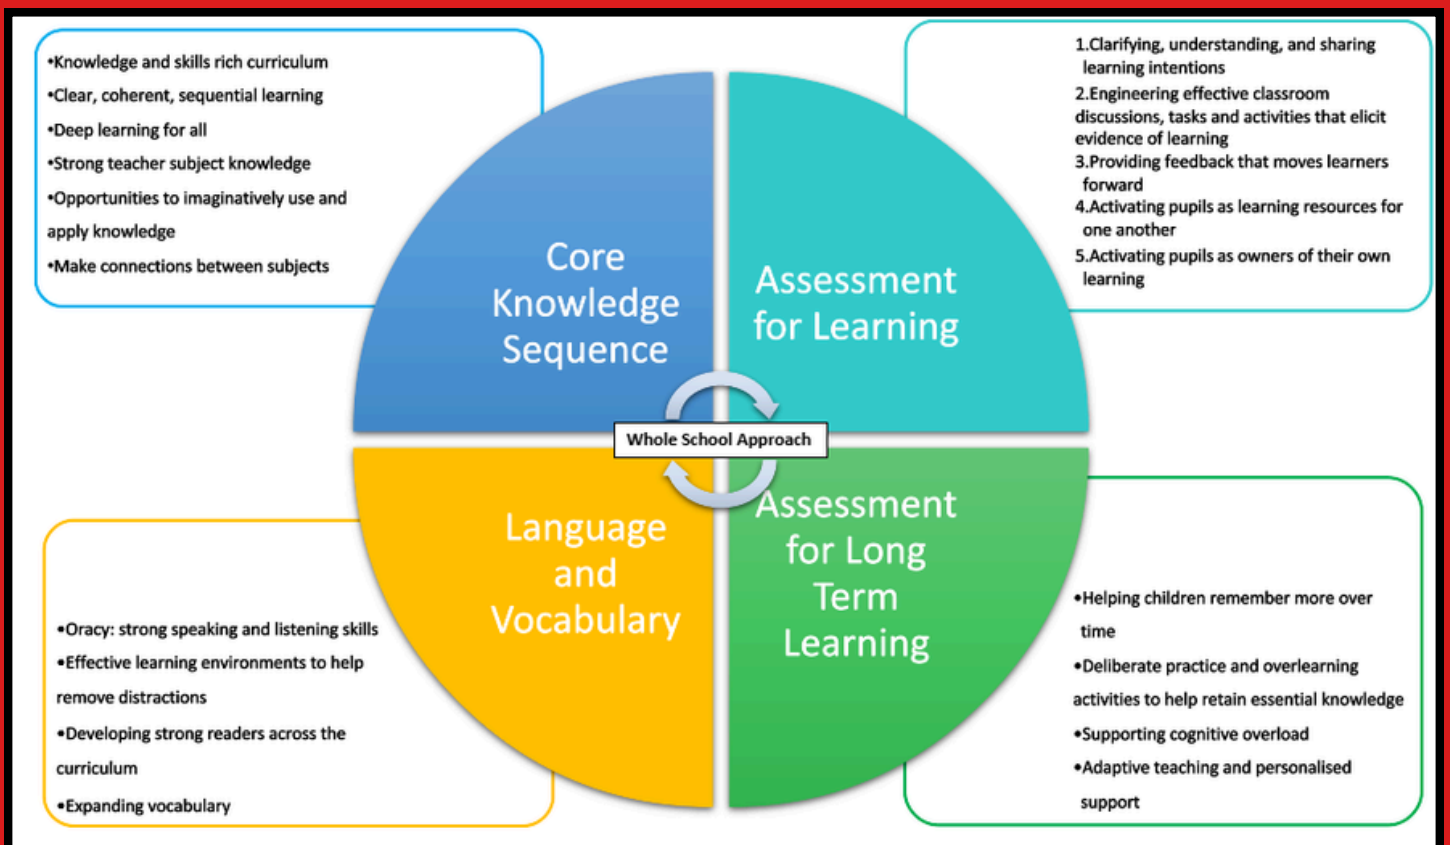 •Knowledge and skills rich curriculum
•Clear, coherent, sequential learning
•Deep learning for all
•Strong teacher subject knowledge
•Opportunities to imaginatively use and
apply knowledge
•Make connections between subjects
1.Clarifying, understanding, and sharing
learning intentions
2.Engineering effective classroom
discussions, tasks and activities that elicit
evidence of learning
3.Providing feedback that moves learners
forward
4.Activating pupils as learning resources for
one another
5.Activating pupils as owners of their own
learning
Core
Knowledge
Sequence
Assessment
for Learning
Whole School Approach
Language
and
Vocabulary
Assessment
for Long
Term
Learning
•Oracy: strong speaking and listening skills
•Effective learning environments to help
remove distractions
•Developing strong readers across the
curriculum
•Expanding vocabulary
•Helping children remember more over
time
•Deliberate practice and overlearning
activities to help retain essential knowledge
•Supporting cognitive overload
•Adaptive teaching and personalised
support